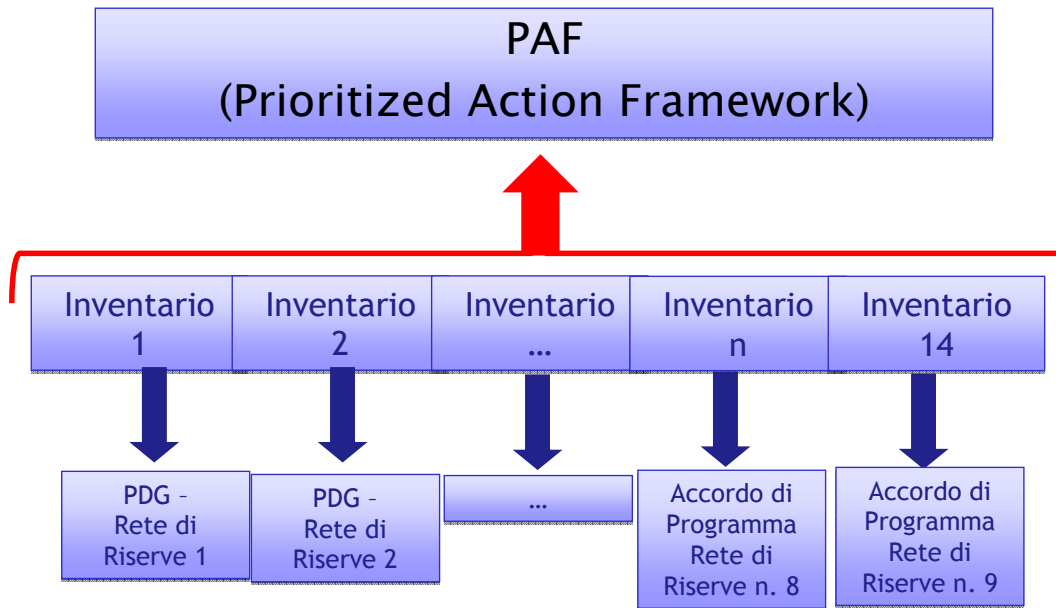 PAF
(Prioritized Action Framework)
Inventario
1
Inventario
2
Inventario
…
Inventario
n
Inventario
14
PDG –
Rete di
Riserve 1
PDG –
Rete di
Riserve 2
…
Accordo di
Programma
Rete di
Riserve n. 8
Accordo di
Programma
Rete di
Riserve n. 9